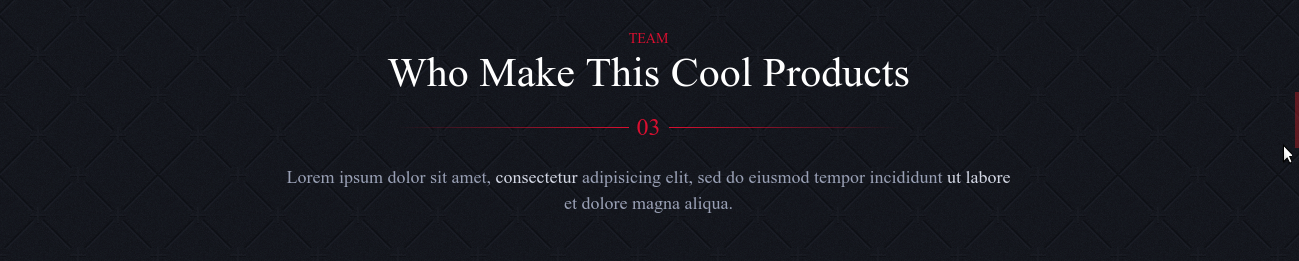 TEAM
Who Make This Cool Products
03
Lorem ipsum dolor sit amet, consectetur adipisicing elit, sed do eiusmod tempor incididunt ut labore
et dolore magna aliqua.